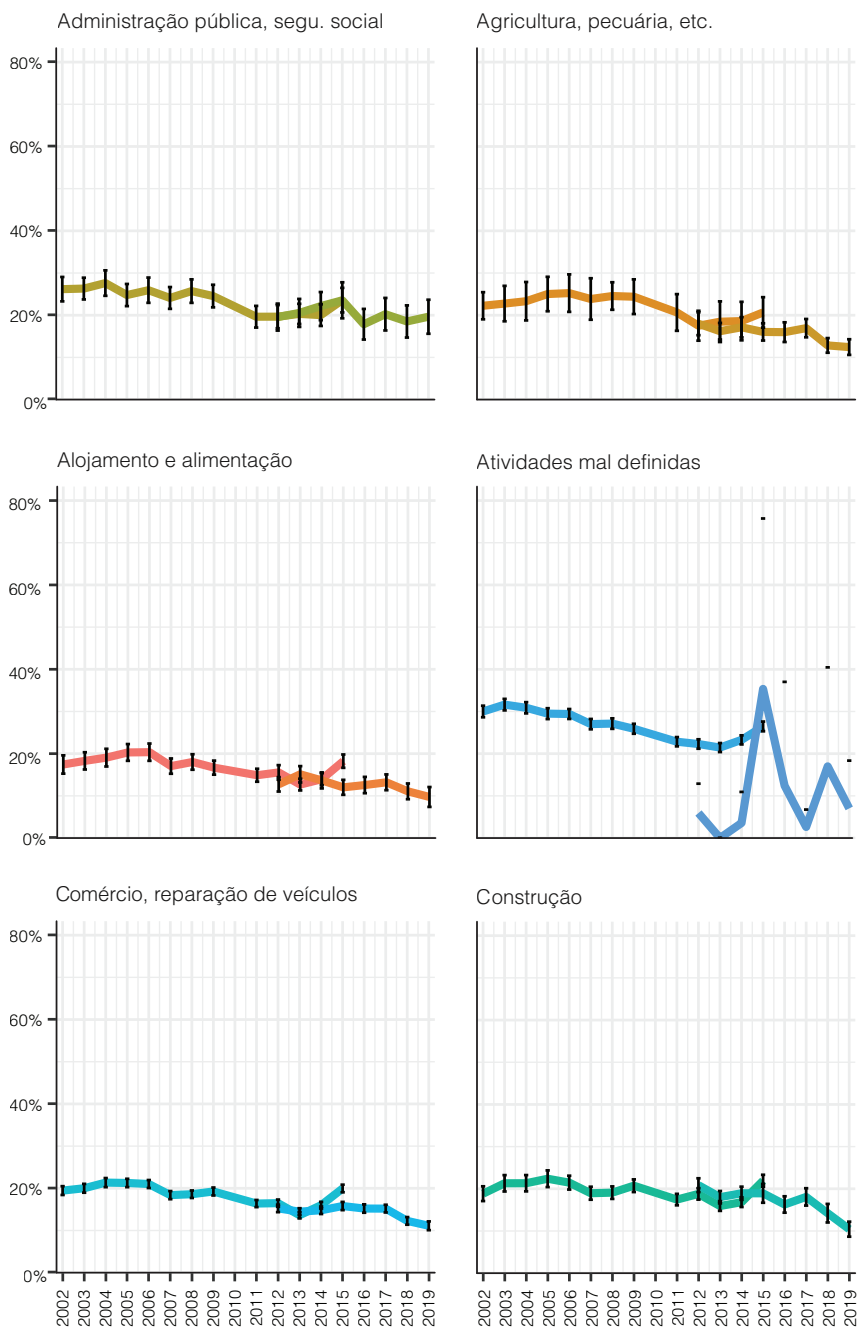 Administração pública, segu. social
Agricultura, pecuária, etc.
80%
60%
40%
20%
0%
Alojamento e alimentação
Atividades mal definidas
80%
60%
40%
20%
0%
Comércio, reparação de veículos
Construção
80%
60%
40%
20%
0%
2002 2003 2004 2005 2006 2007 2008 2009 2010 2011 2012 2013 2014 2015 2016 2017 2018 2019
2002 2003 2004 2005 2006 2007 2008 2009 2010 2011 2012 2013 2014 2015 2016 2017 2018 2019